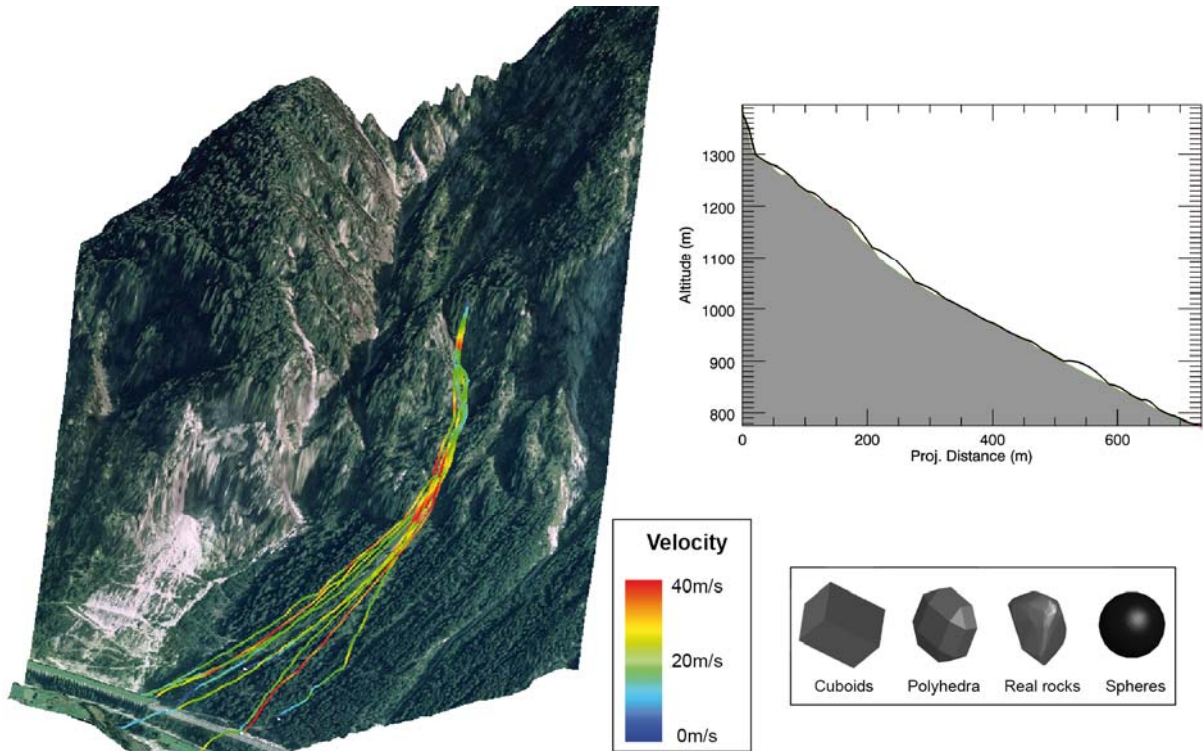 1300
1200
1100
1000
900
800
Altitude (m)
0
200
400
600
Proj. Distance (m)
Velocity
40m/s
20m/s
0m/s
Cuboids
Polyhedra
Real rocks
Spheres